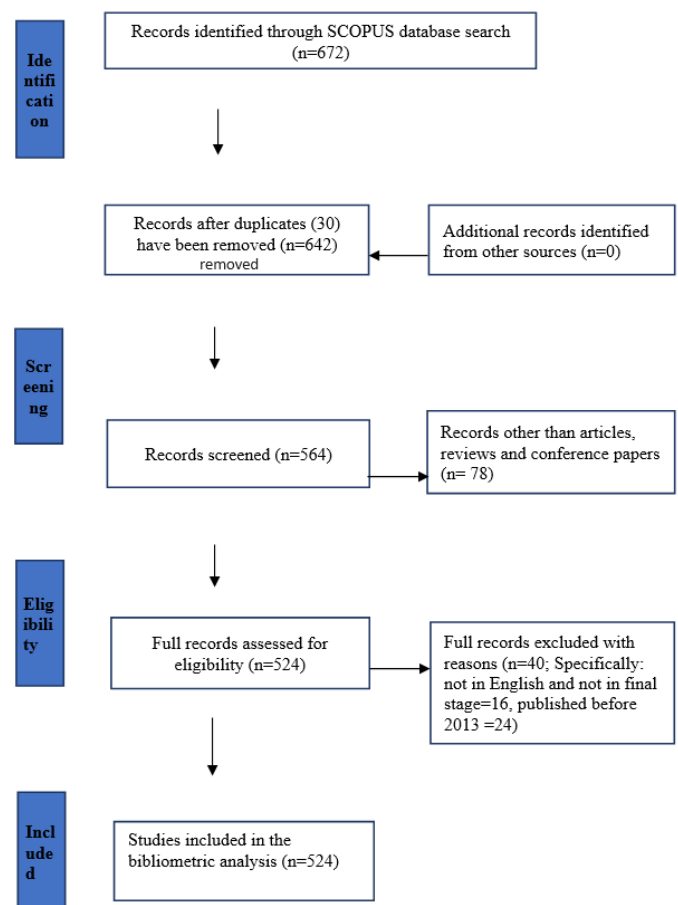 Records identified through SCOPUS database search
(n=672)
Ide
ntifi
cati
on
Records after duplicates (30)
have been removed (n=642)
removed
Additional records identified
from other sources (n=0)
Scr
eeni
ng
Records screened (n=564)
Records other than articles,
reviews and conference papers
(n= 78)
Elig
ibili
ty
Full records assessed for
eligibility (n=524)
Full records excluded with
reasons (n=40; Specifically:
not in English and not in final
stage=16, published before
2013 =24)
Incl
ude
d
Studies included in the
bibliometric analysis (n=524)